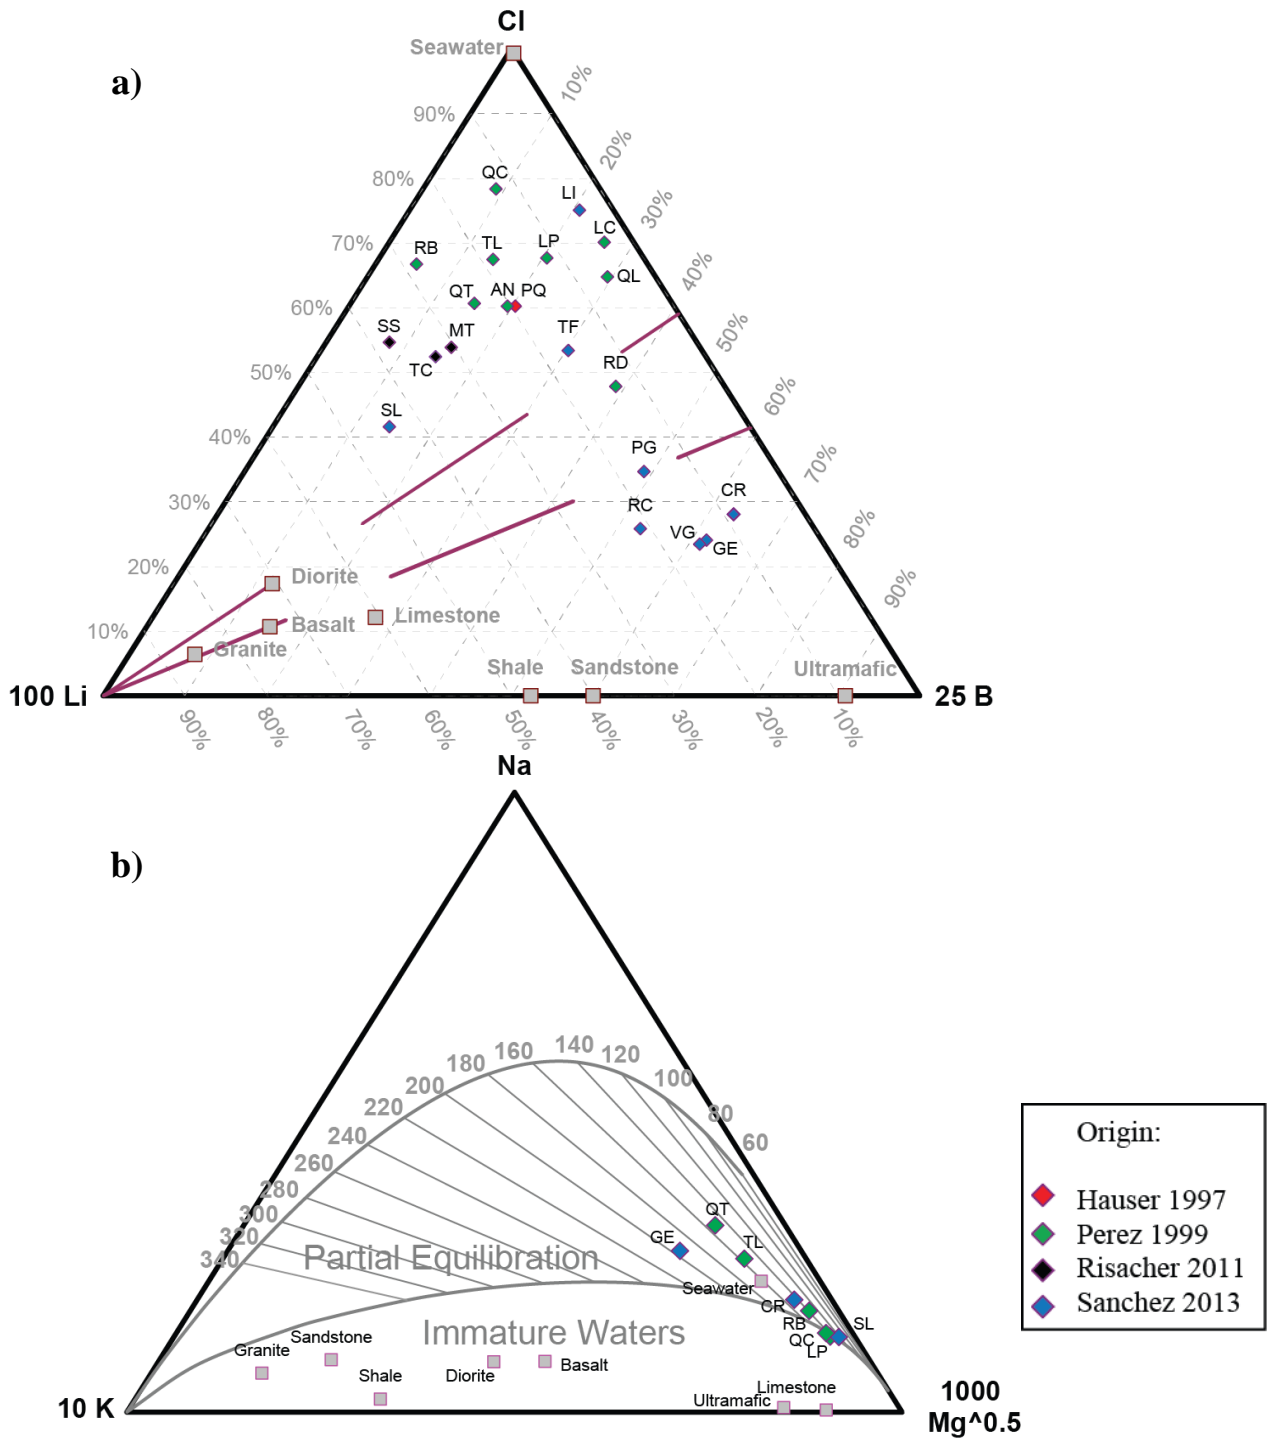 Cl
Seawater
a)
10%
90%
20%
QC
80%
LI
30%
LC
RB
TL
LP
70%
40%
QL
QT
AN
PQ
60%
50%
SS
MT
TF
TC
RD
50%
60%
SL
40%
PG
70%
CR
30%
RC
80%
VG
GE
20%
Diorite
90%
Limestone
Basalt
10%
Granite
Shale
Sandstone
Ultramafic
100 Li
25 B
90%
80%
70%
60%
50%
40%
30%
20%
10%
Na
b)
140
160
120
180
100
200
220
80
240
60
260
280
300
320
340
QT
GE
TL
Partial Equilibration
Seawater
CR
RB
SL
QC
LP
Immature Waters
Sandstone
Granite
Shale
Diorite
Basalt
Limestone
Ultramafic
10 K
1000
Mg^0.5
Origin:
Hauser 1997
Perez 1999
Risacher 2011
Sanchez 2013